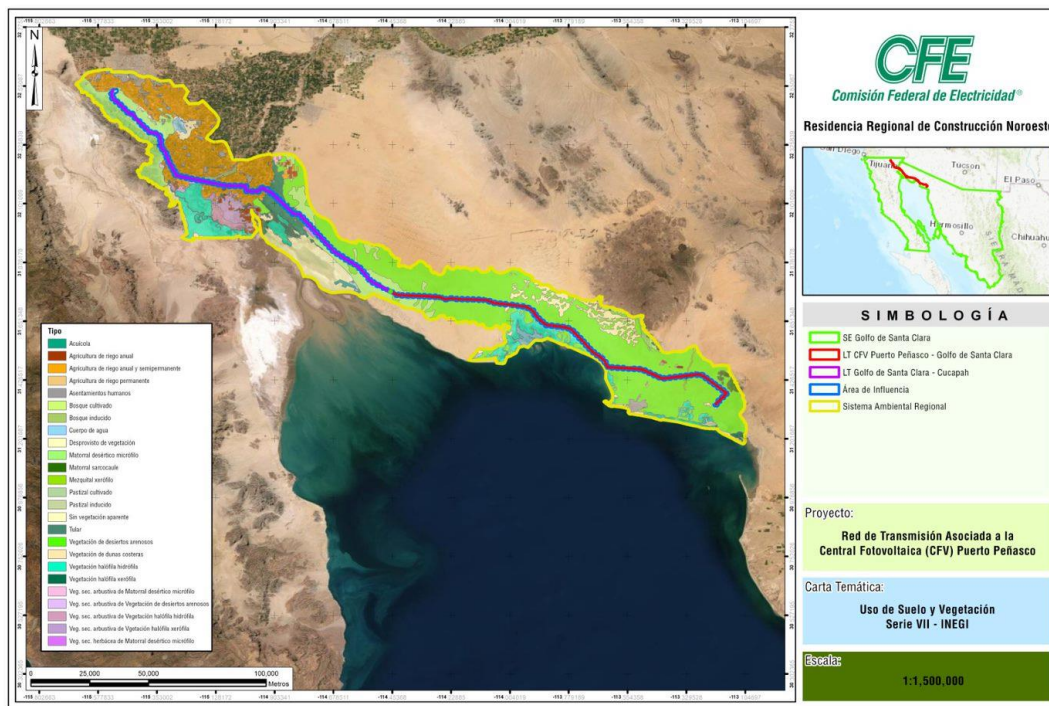 N
CFE
Comisión Federal de Electricidad®
Residencia Regional de Construcción Noroeste
San Diego
Tijuana
Tucson
El Paso
Hermosillo
Chihuahua
SIERRA MAD
SIMBOLOGÍA
SE Golfo de Santa Clara
LT CFV Puerto Peñasco - Golfo de Santa Clara
LT Golfo de Santa Clara - Cucapah
Área de Influencia
Sistema Ambiental Regional
Proyecto:
Red de Transmisión Asociada a la
Central Fotovoltaica (CFV) Puerto Peñasco
Carta Temática:
Uso de Suelo y Vegetación
Serie VII - INEGI
Escala:
1:1,500,000
Tipo
Acuícola
Agricultura de riego anual
Agricultura de riego anual y semipermanente
Agricultura de riego permanente
Asentamientos humanos
Bosque cultivado
Bosque inducido
Cuerpo de agua
Desprovisto de vegetación
Matorral desértico micrófilo
Matorral sarcocaule
Mezquital xerófilo
Pastizal cultivado
Pastizal inducido
Sin vegetación aparente
Tular
Vegetación de desiertos arenosos
Vegetación de dunas costeras
Vegetación halófila hidrófila
Vegetación halófila xerófila
Veg. sec. arbustiva de Matorral desértico micrófilo
Veg. sec. arbustiva de Vegetación de desiertos arenosos
Veg. sec. arbustiva de Vegetación halófila hidrófila
Veg. sec. arbustiva de Vgetación halófila xerófila
Veg. sec. herbácea de Matorral desértico micrófilo
0 25,000 50,000 100,000
Metros